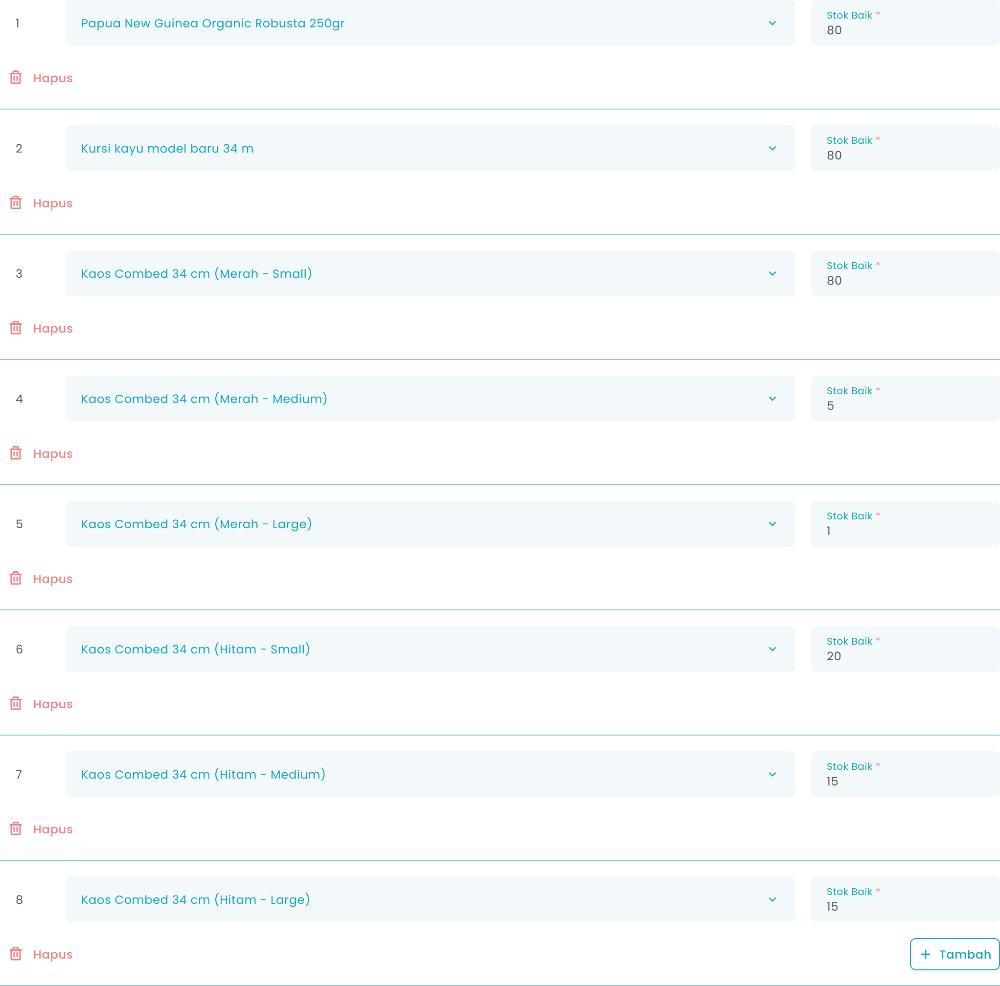 1
Papua New Guinea Organic Robusta 250gr
Stok Baik *
80
Hapus
2
Kursi kayu model baru 34 m
Stok Baik *
80
Hapus
3
Kaos Combed 34 cm (Merah - Small)
Stok Baik *
80
Hapus
4
Kaos Combed 34 cm (Merah - Medium)
Stok Baik *
5
Hapus
5
Kaos Combed 34 cm (Merah - Large)
Stok Baik *
1
Hapus
6
Kaos Combed 34 cm (Hitam - Small)
Stok Baik *
20
Hapus
7
Kaos Combed 34 cm (Hitam - Medium)
Stok Baik *
15
Hapus
8
Kaos Combed 34 cm (Hitam - Large)
Stok Baik *
15
Hapus
+ Tambah